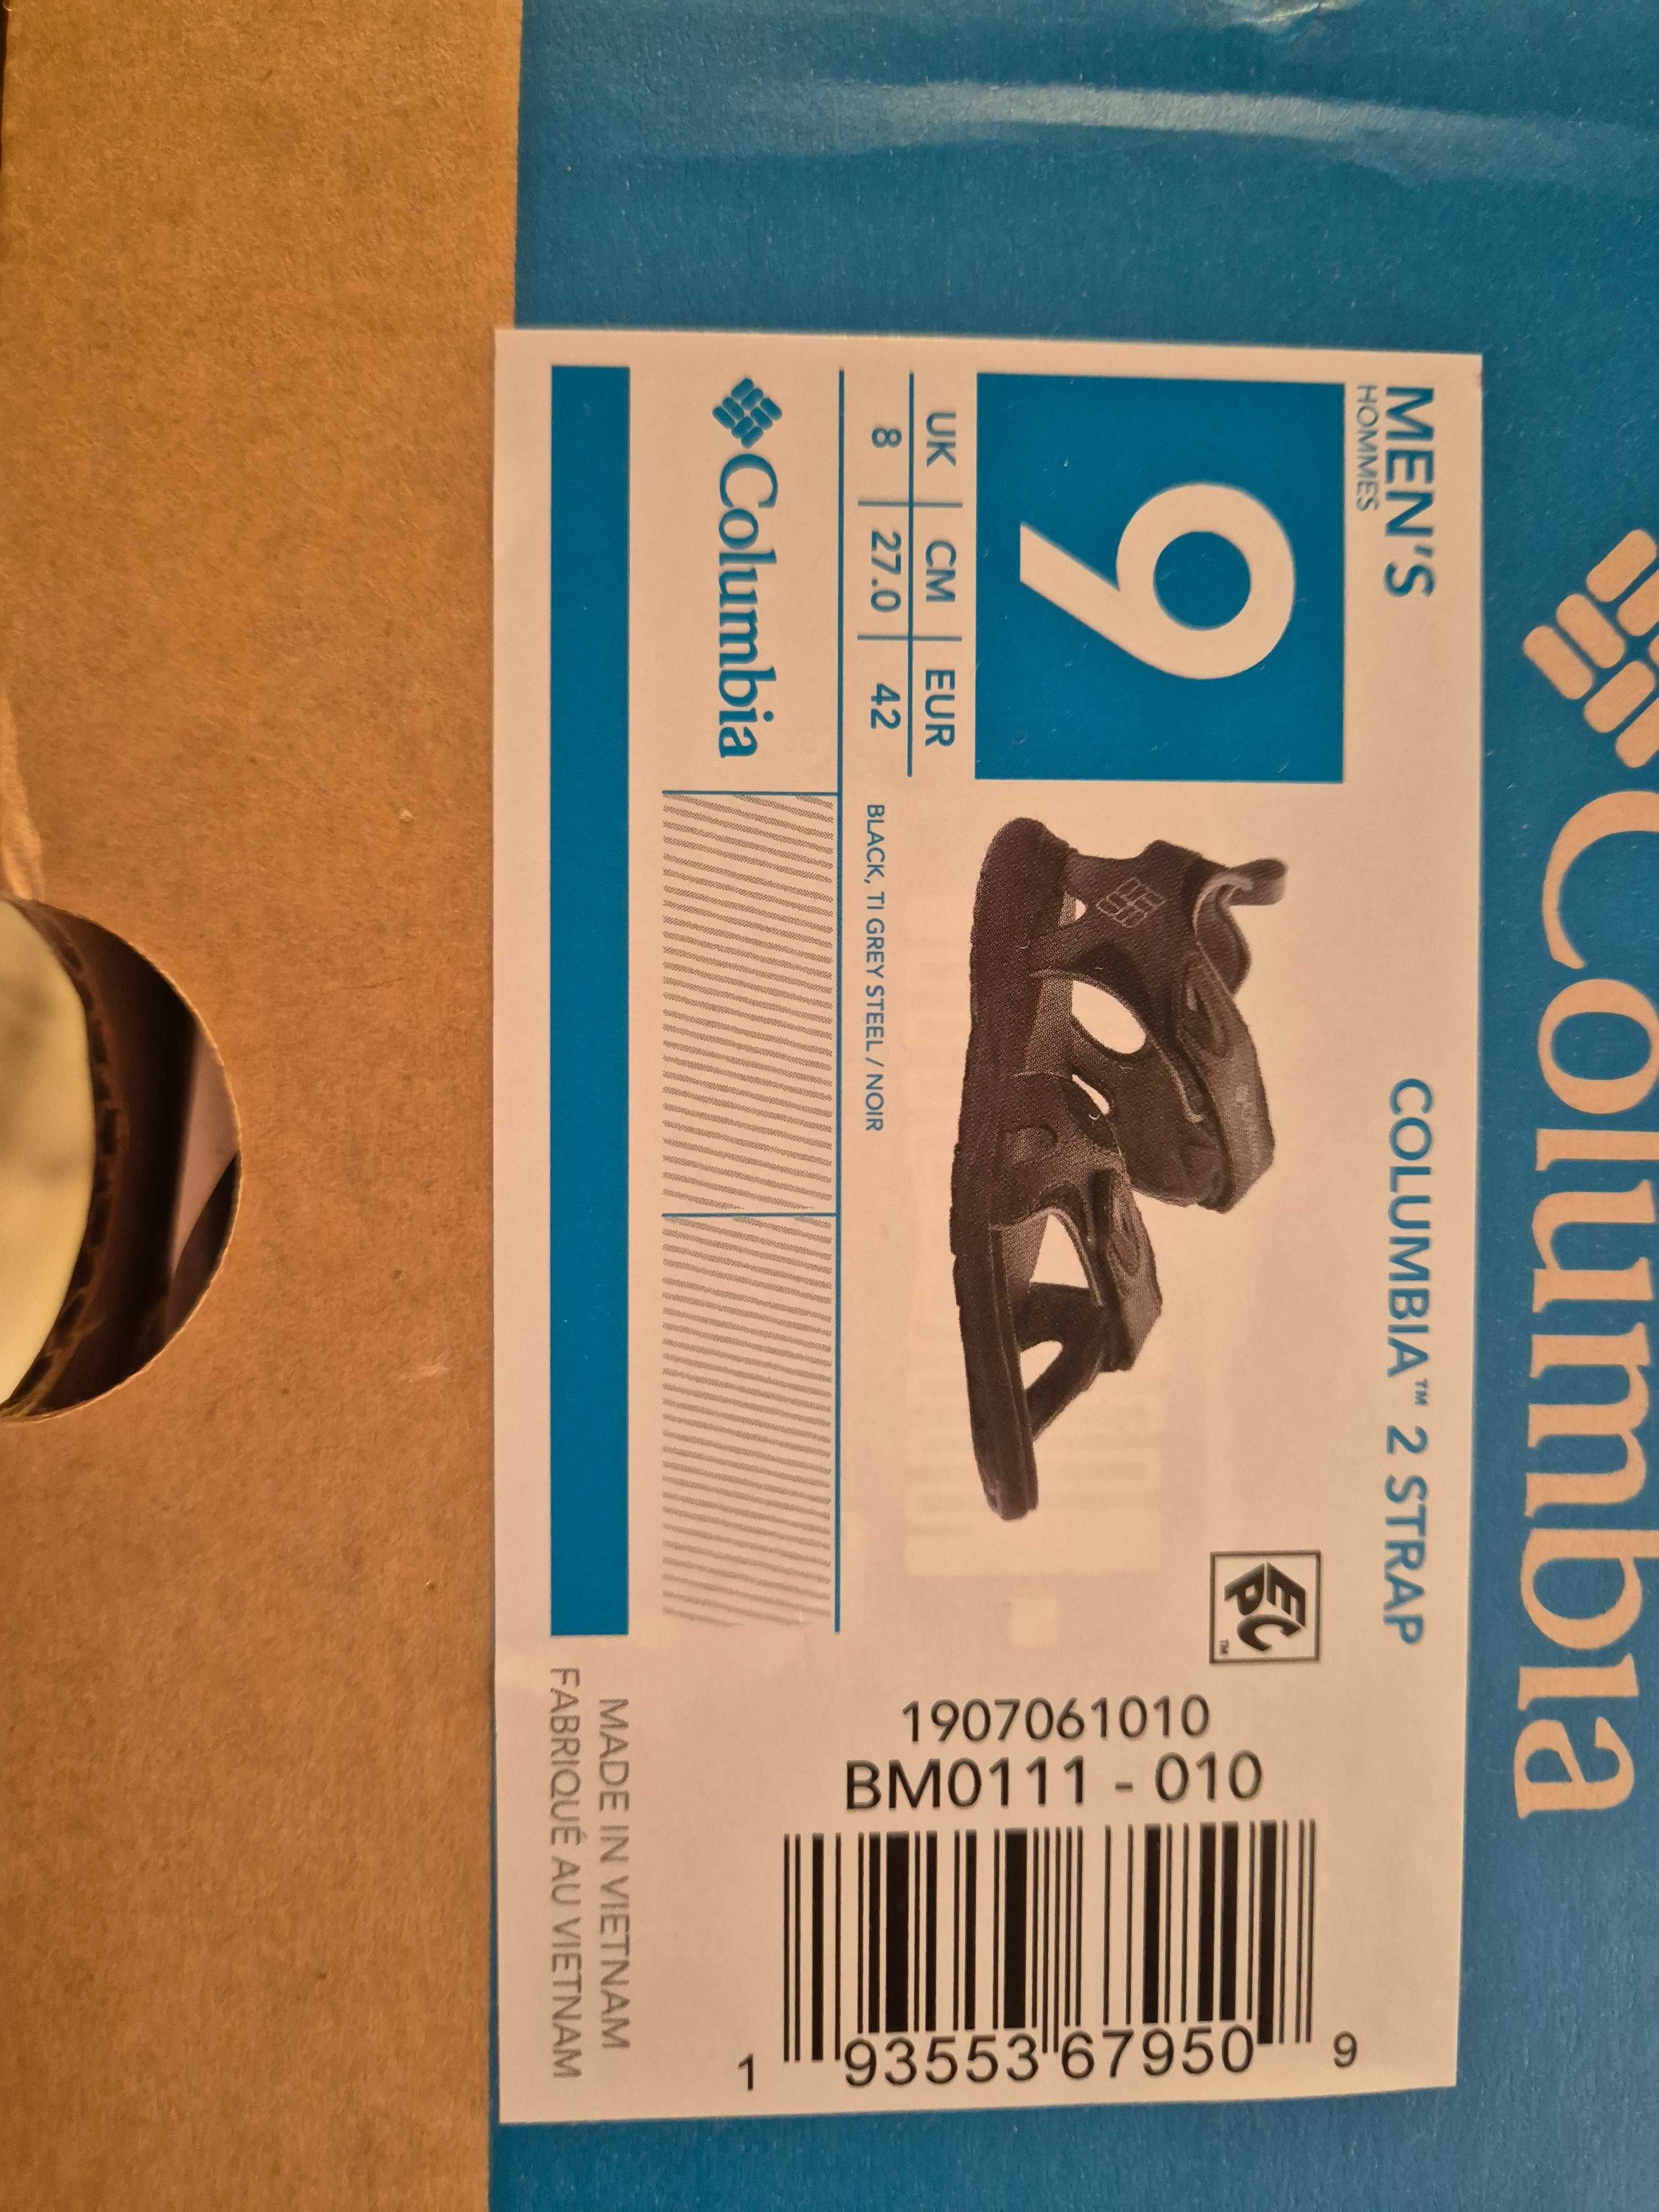 Columbia
MEN'S
HOMMES
COLUMBIA™ 2 STRAP
9
EPC™
UK | CM | EUR
8 | 27.0 | 42
BLACK, TI GREY STEEL / NOIR
Columbia
1907061010
BM0111 - 010
1 93553 67950 9
MADE IN VIETNAM
FABRIQUÉ AU VIETNAM